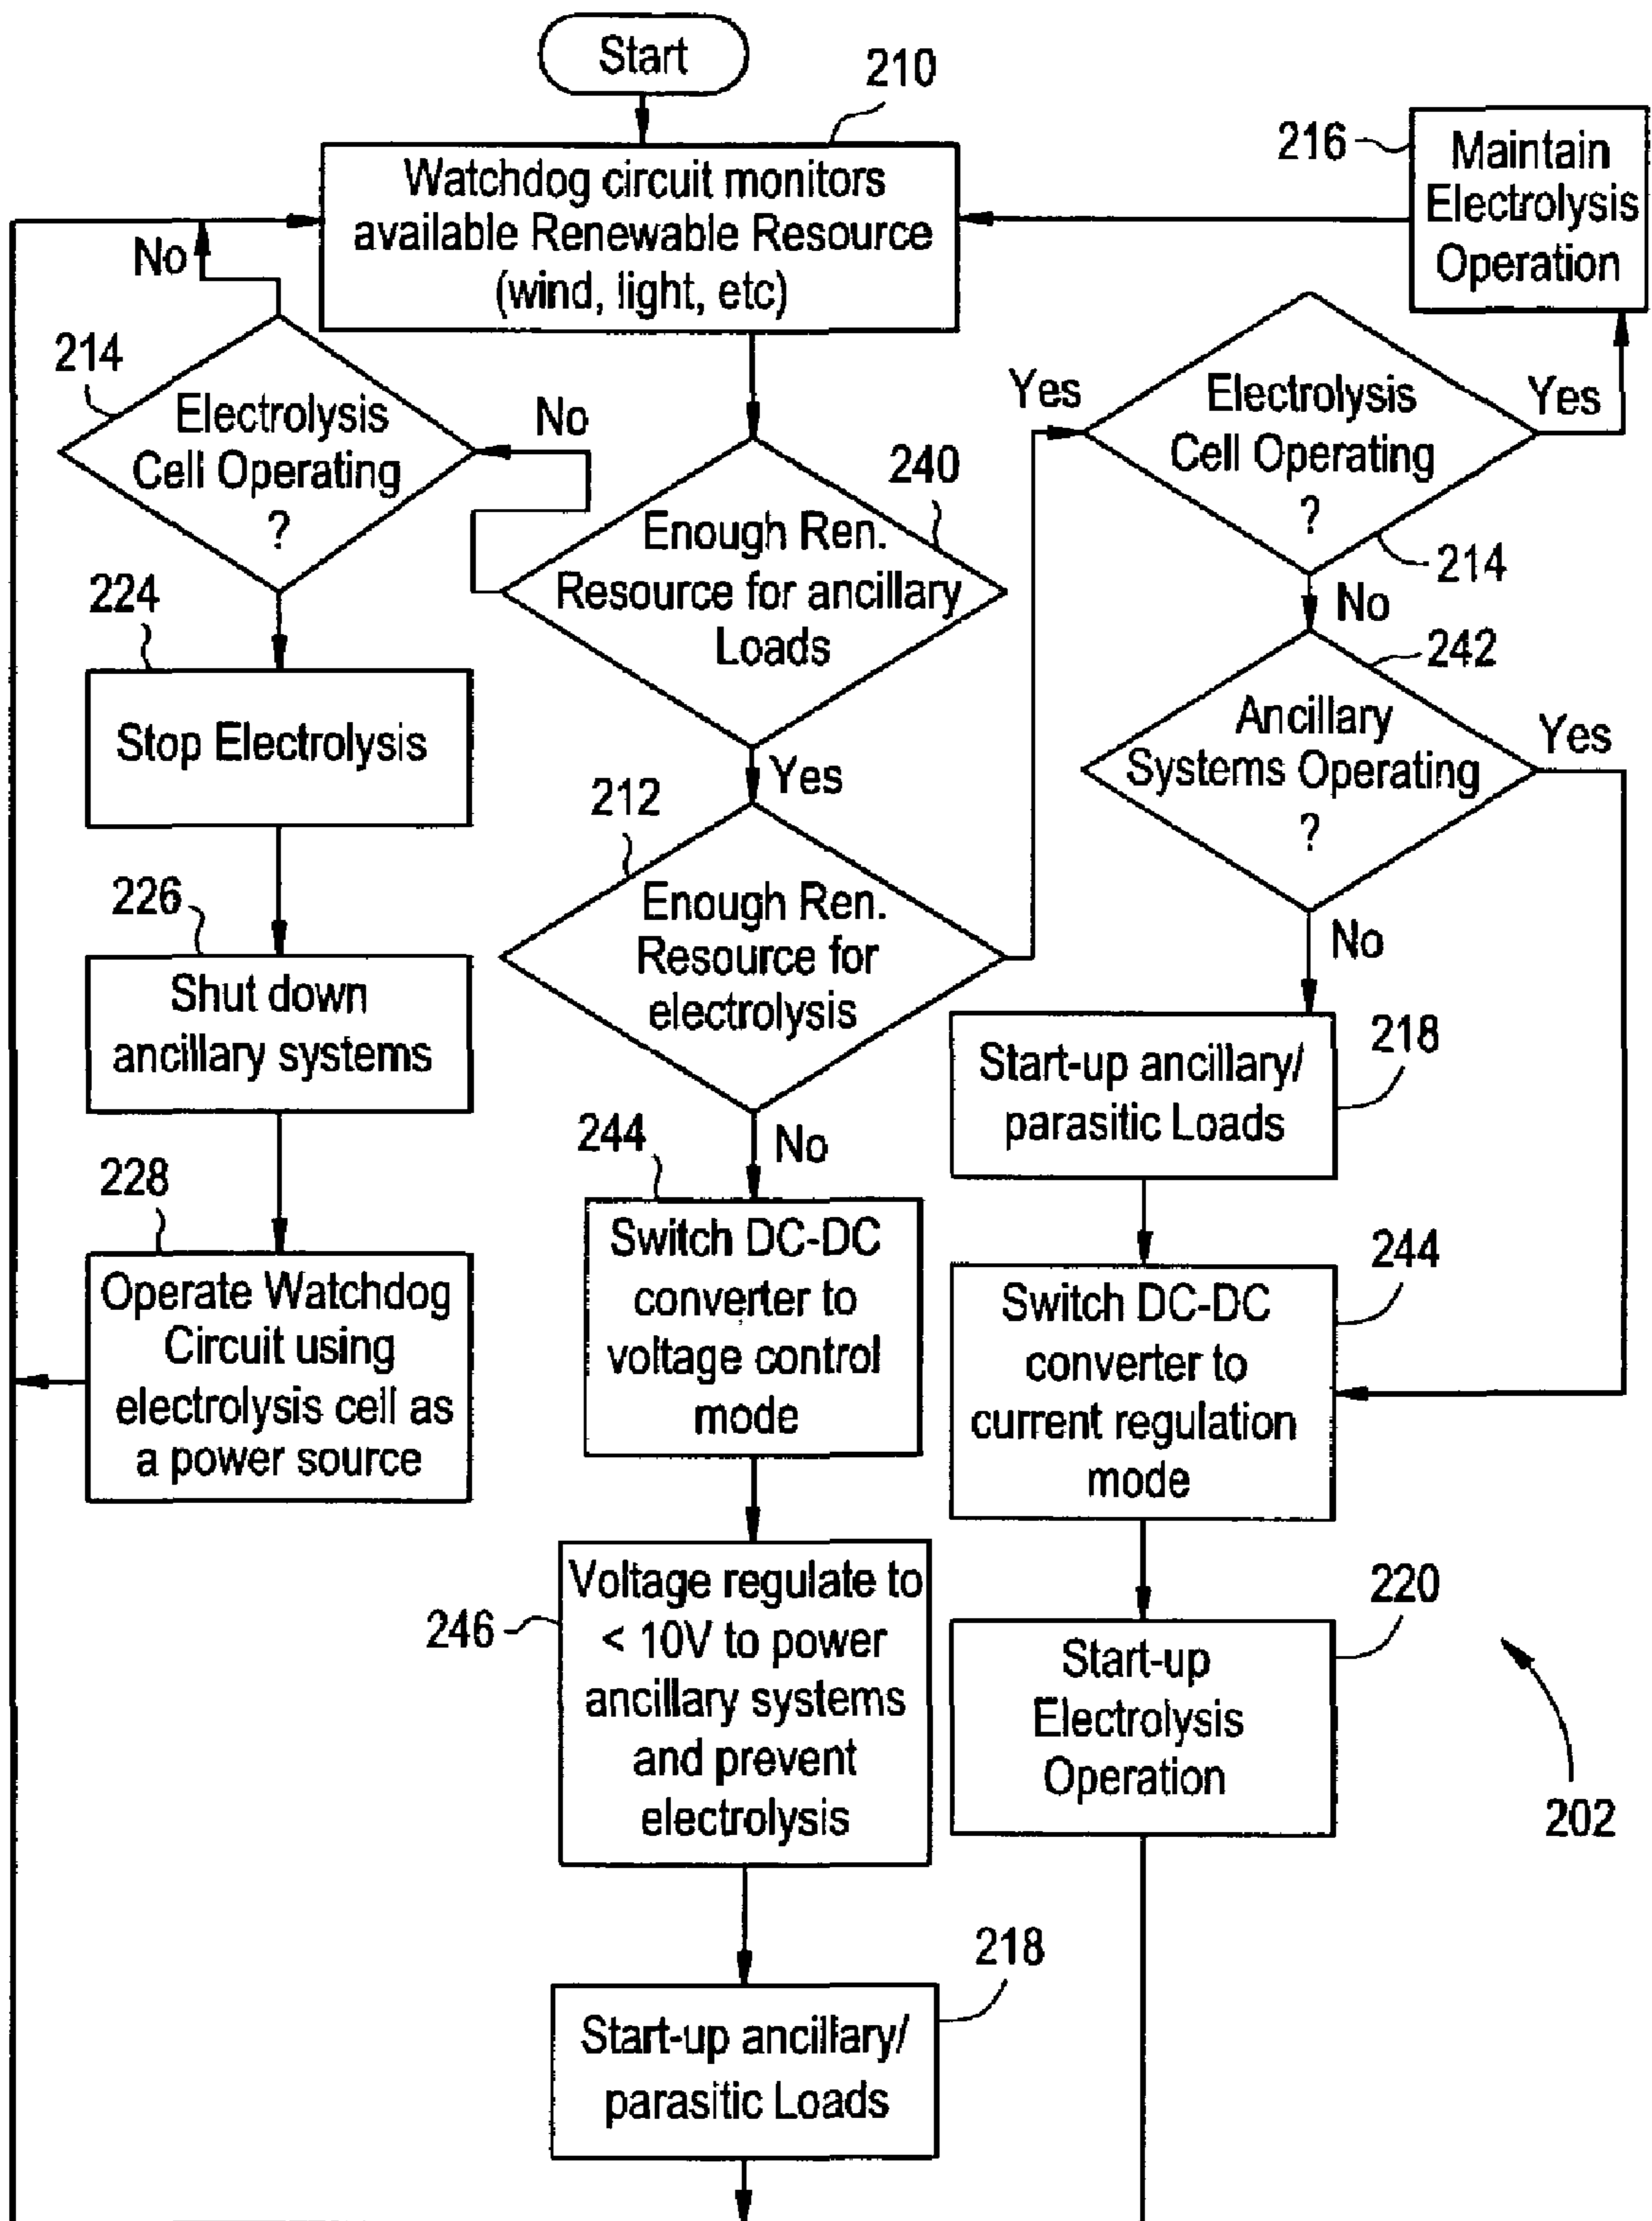 Start
210
Watchdog circuit monitors
available Renewable Resource
(wind, light, etc)
216
Maintain
Electrolysis
Operation
No
214
Electrolysis
Cell Operating
?
No
240
Enough Ren.
Resource for ancillary
Loads
Yes
Electrolysis
Cell Operating
?
Yes
214
No
224
Stop Electrolysis
Yes
212
Enough Ren.
Resource for
electrolysis
242
Ancillary
Systems Operating
?
Yes
No
226
Shut down
ancillary systems
218
Start-up ancillary/
parasitic Loads
No
228
Operate Watchdog
Circuit using
electrolysis cell as
a power source
244
Switch DC-DC
converter to
voltage control
mode
244
Switch DC-DC
converter to
current regulation
mode
246
Voltage regulate to
< 10V to power
ancillary systems
and prevent
electrolysis
220
Start-up
Electrolysis
Operation
202
218
Start-up ancillary/
parasitic Loads